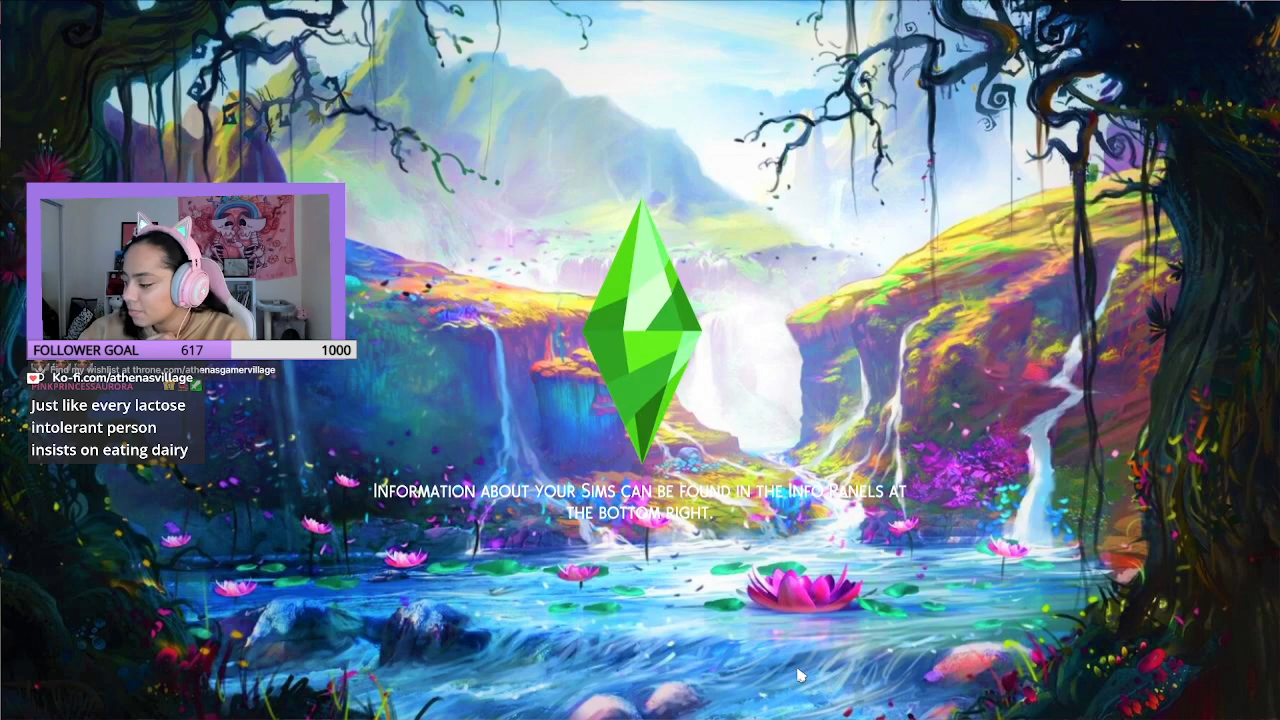 FOLLOWER GOAL 617 1000
Find my wishlist at throne.com/athenasgamervillage
Ko-fi.com/athenasvillage
PINKPRINCESSAURORA
Just like every lactose
intolerant person
insists on eating dairy
INFORMATION ABOUT YOUR SIMS CAN BE FOUND IN THE INFO PANELS AT
THE BOTTOM RIGHT.